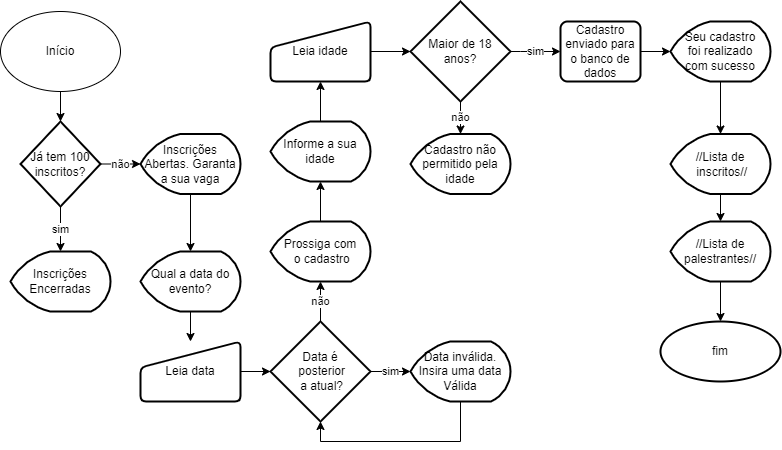 Início
Já tem 100
inscritos?
não
sim
Inscrições
Encerradas
Inscrições
Abertas. Garanta
a sua vaga
Qual a data do
evento?
Leia data
Data é
posterior
a atual?
sim
Data inválida.
Insira uma data
Válida
não
Prossiga com
o cadastro
Informe a sua
idade
Leia idade
Maior de 18
anos?
não
Cadastro não
permitido pela
idade
sim
Cadastro
enviado para
o banco de
dados
Seu cadastro
foi realizado
com sucesso
//Lista de
inscritos//
//Lista de
palestrantes//
fim